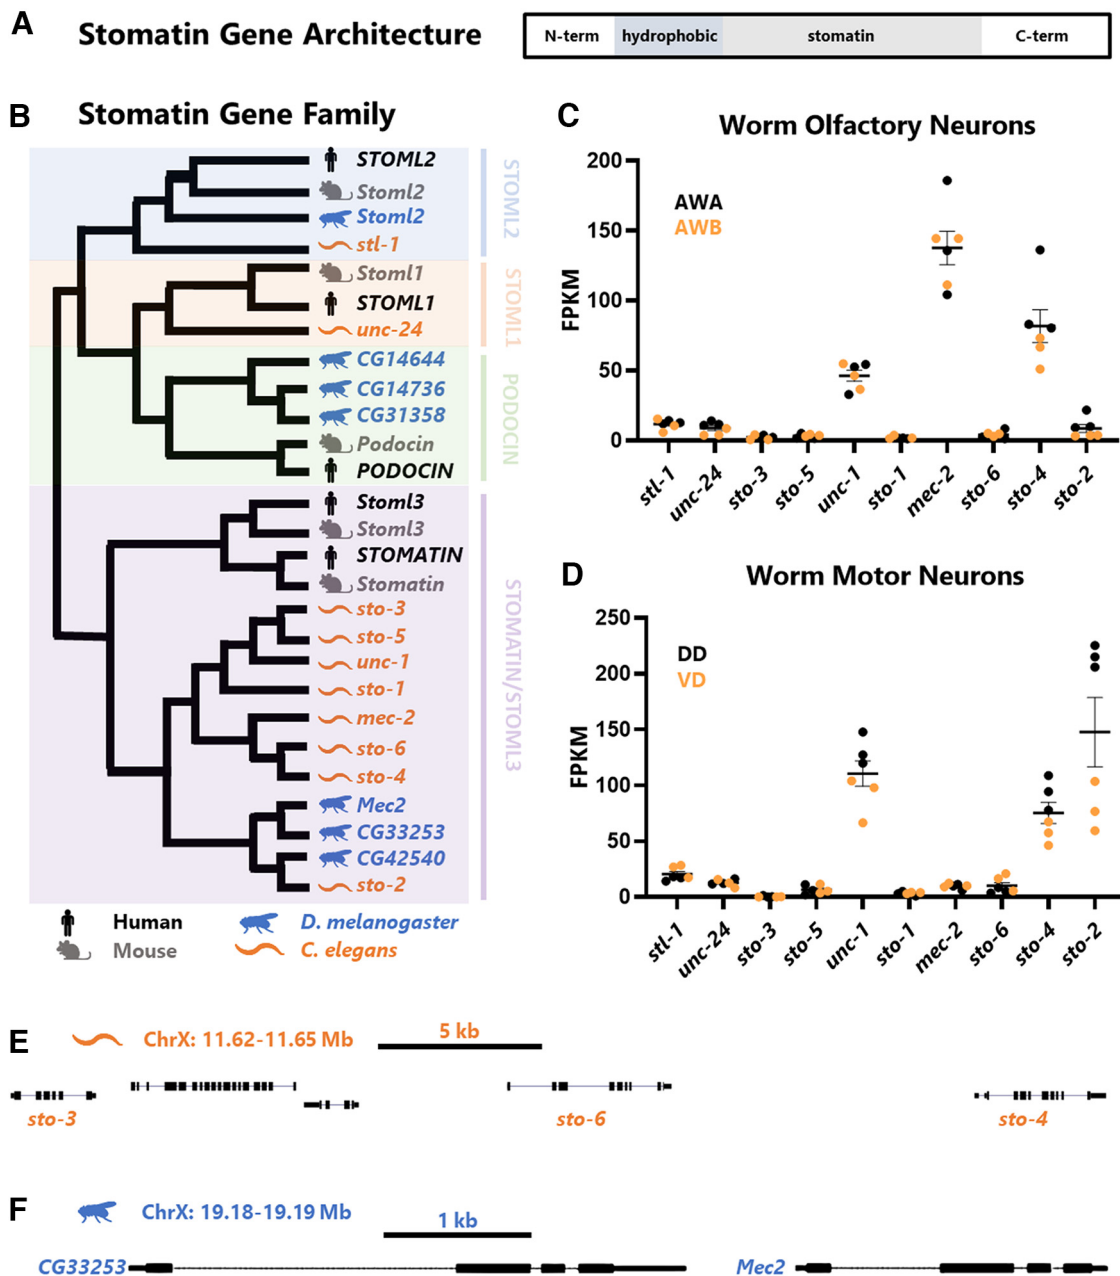 A
Stomatin Gene Architecture
N-term
hydrophobic
stomatin
C-term
B
Stomatin Gene Family
STOML2
Stoml2
Stoml2
stl-1
STOML2
Stoml1
STOML1
unc-24
STOML1
CG14644
CG14736
CG31358
Podocin
PODOCIN
PODOCIN
Stoml3
Stoml3
STOMATIN
Stomatin
sto-3
sto-5
unc-1
sto-1
mec-2
sto-6
sto-4
Mec2
CG33253
CG42540
sto-2
STOMATIN/STOML3
Human
Mouse
D. melanogaster
C. elegans
C
Worm Olfactory Neurons
AWA
AWB
FPKM
200
150
100
50
0
stl-1
unc-24
sto-3
sto-5
unc-1
sto-1
mec-2
sto-6
sto-4
sto-2
D
Worm Motor Neurons
DD
VD
FPKM
250
200
150
100
50
0
stl-1
unc-24
sto-3
sto-5
unc-1
sto-1
mec-2
sto-6
sto-4
sto-2
E
ChrX: 11.62-11.65 Mb
5 kb
sto-3
sto-6
sto-4
F
ChrX: 19.18-19.19 Mb
1 kb
CG33253
Mec2